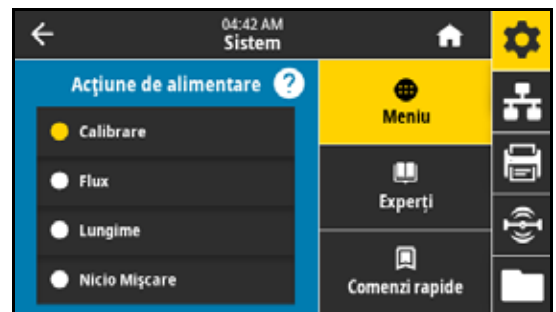 04:42 AM
Sistem
Acțiune de alimentare ?
Calibrare
Flux
Lungime
Nicio Mișcare
Meniu
Experți
Comenzi rapide